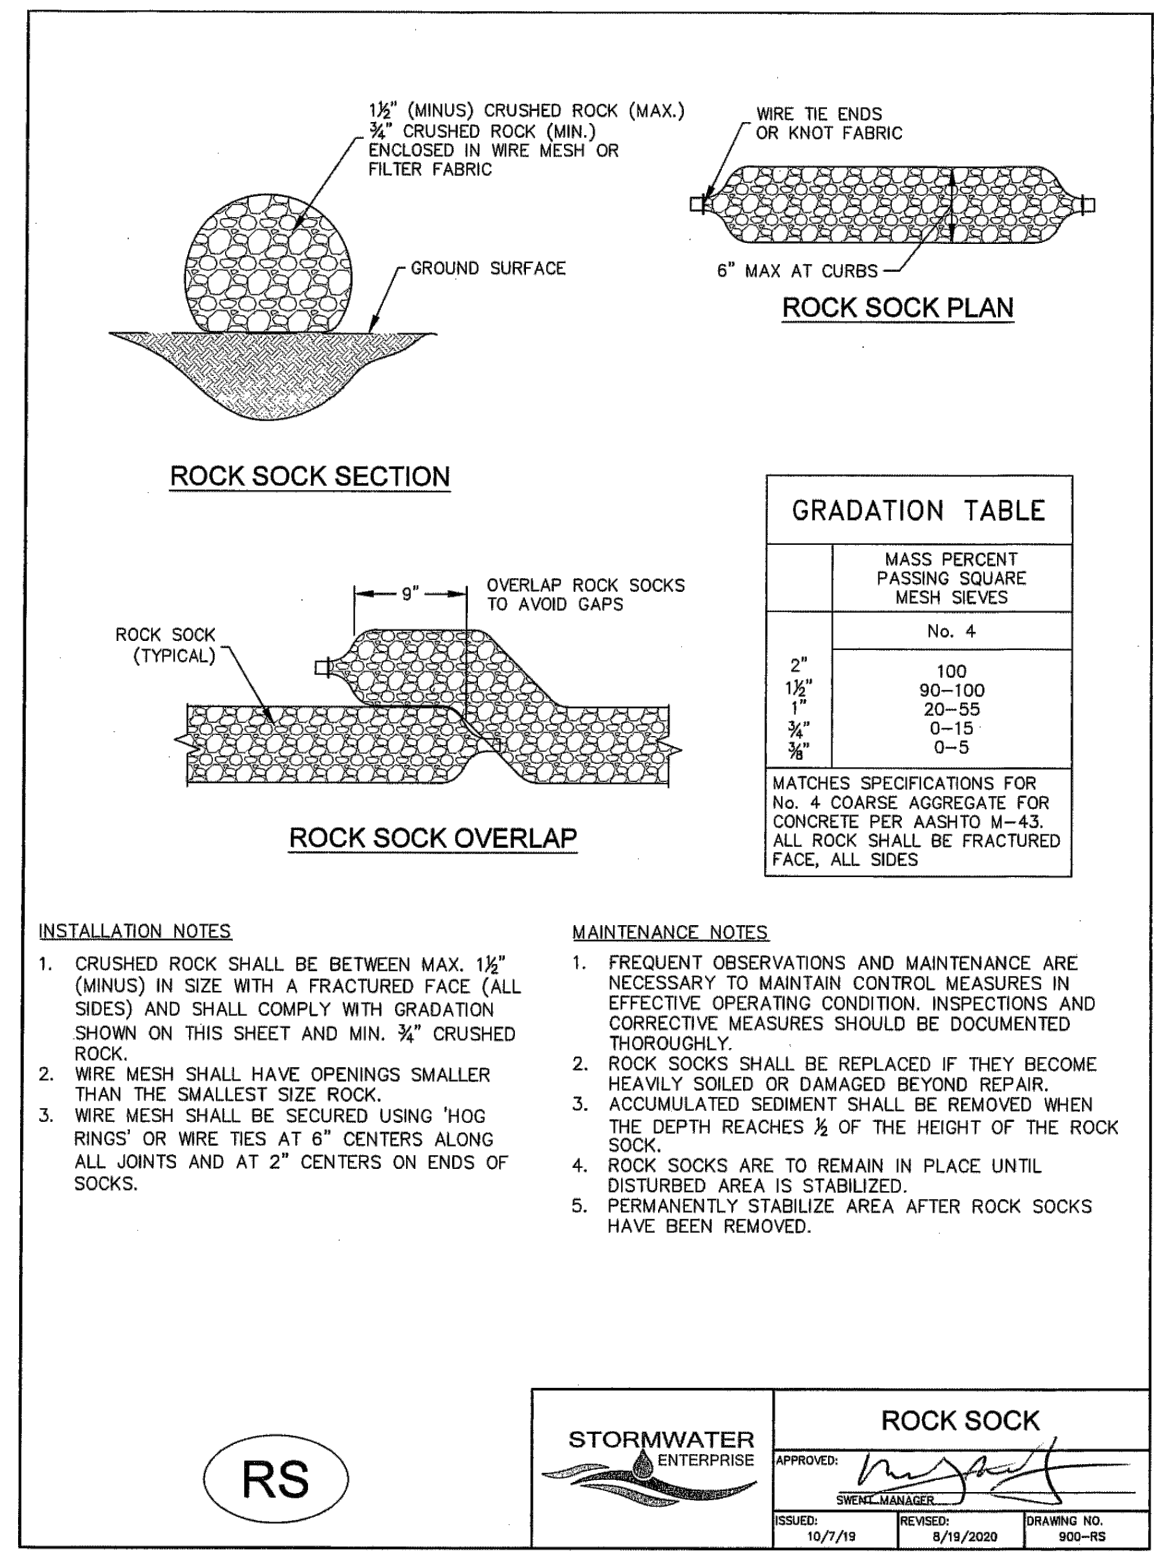 1½" (MINUS) CRUSHED ROCK (MAX.)
¾" CRUSHED ROCK (MIN.)
ENCLOSED IN WIRE MESH OR
FILTER FABRIC
GROUND SURFACE
ROCK SOCK SECTION
WIRE TIE ENDS
OR KNOT FABRIC
6" MAX AT CURBS
ROCK SOCK PLAN
9"
OVERLAP ROCK SOCKS
TO AVOID GAPS
ROCK SOCK
(TYPICAL)
ROCK SOCK OVERLAP
GRADATION TABLE
MASS PERCENT
PASSING SQUARE
MESH SIEVES
No. 4
2" 100
1½" 90-100
1" 20-55
¾" 0-15
⅜" 0-5
MATCHES SPECIFICATIONS FOR
No. 4 COARSE AGGREGATE FOR
CONCRETE PER AASHTO M-43.
ALL ROCK SHALL BE FRACTURED
FACE, ALL SIDES
INSTALLATION NOTES
1. CRUSHED ROCK SHALL BE BETWEEN MAX. 1½"
(MINUS) IN SIZE WITH A FRACTURED FACE (ALL
SIDES) AND SHALL COMPLY WITH GRADATION
SHOWN ON THIS SHEET AND MIN. ¾" CRUSHED
ROCK.
2. WIRE MESH SHALL HAVE OPENINGS SMALLER
THAN THE SMALLEST SIZE ROCK.
3. WIRE MESH SHALL BE SECURED USING 'HOG
RINGS' OR WIRE TIES AT 6" CENTERS ALONG
ALL JOINTS AND AT 2" CENTERS ON ENDS OF
SOCKS.
MAINTENANCE NOTES
1. FREQUENT OBSERVATIONS AND MAINTENANCE ARE
NECESSARY TO MAINTAIN CONTROL MEASURES IN
EFFECTIVE OPERATING CONDITION. INSPECTIONS AND
CORRECTIVE MEASURES SHOULD BE DOCUMENTED
THOROUGHLY.
2. ROCK SOCKS SHALL BE REPLACED IF THEY BECOME
HEAVILY SOILED OR DAMAGED BEYOND REPAIR.
3. ACCUMULATED SEDIMENT SHALL BE REMOVED WHEN
THE DEPTH REACHES ½ OF THE HEIGHT OF THE ROCK
SOCK.
4. ROCK SOCKS ARE TO REMAIN IN PLACE UNTIL
DISTURBED AREA IS STABILIZED.
5. PERMANENTLY STABILIZE AREA AFTER ROCK SOCKS
HAVE BEEN REMOVED.
RS
STORMWATER
ENTERPRISE
ROCK SOCK
APPROVED:
SWENT MANAGER
ISSUED:
10/7/19
REVISED:
8/19/2020
DRAWING NO.
900-RS